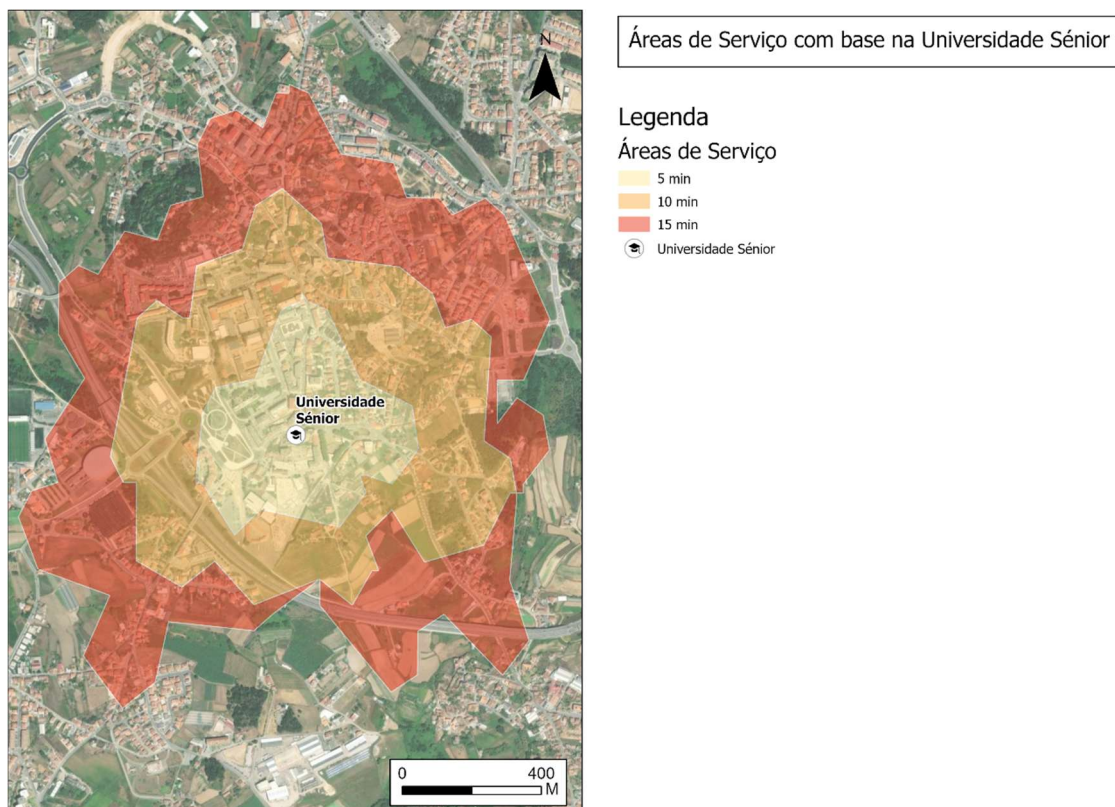 N
Universidade
Sénior
0 400
M
Áreas de Serviço com base na Universidade Sénior
Legenda
Áreas de Serviço
5 min
10 min
15 min
Universidade Sénior